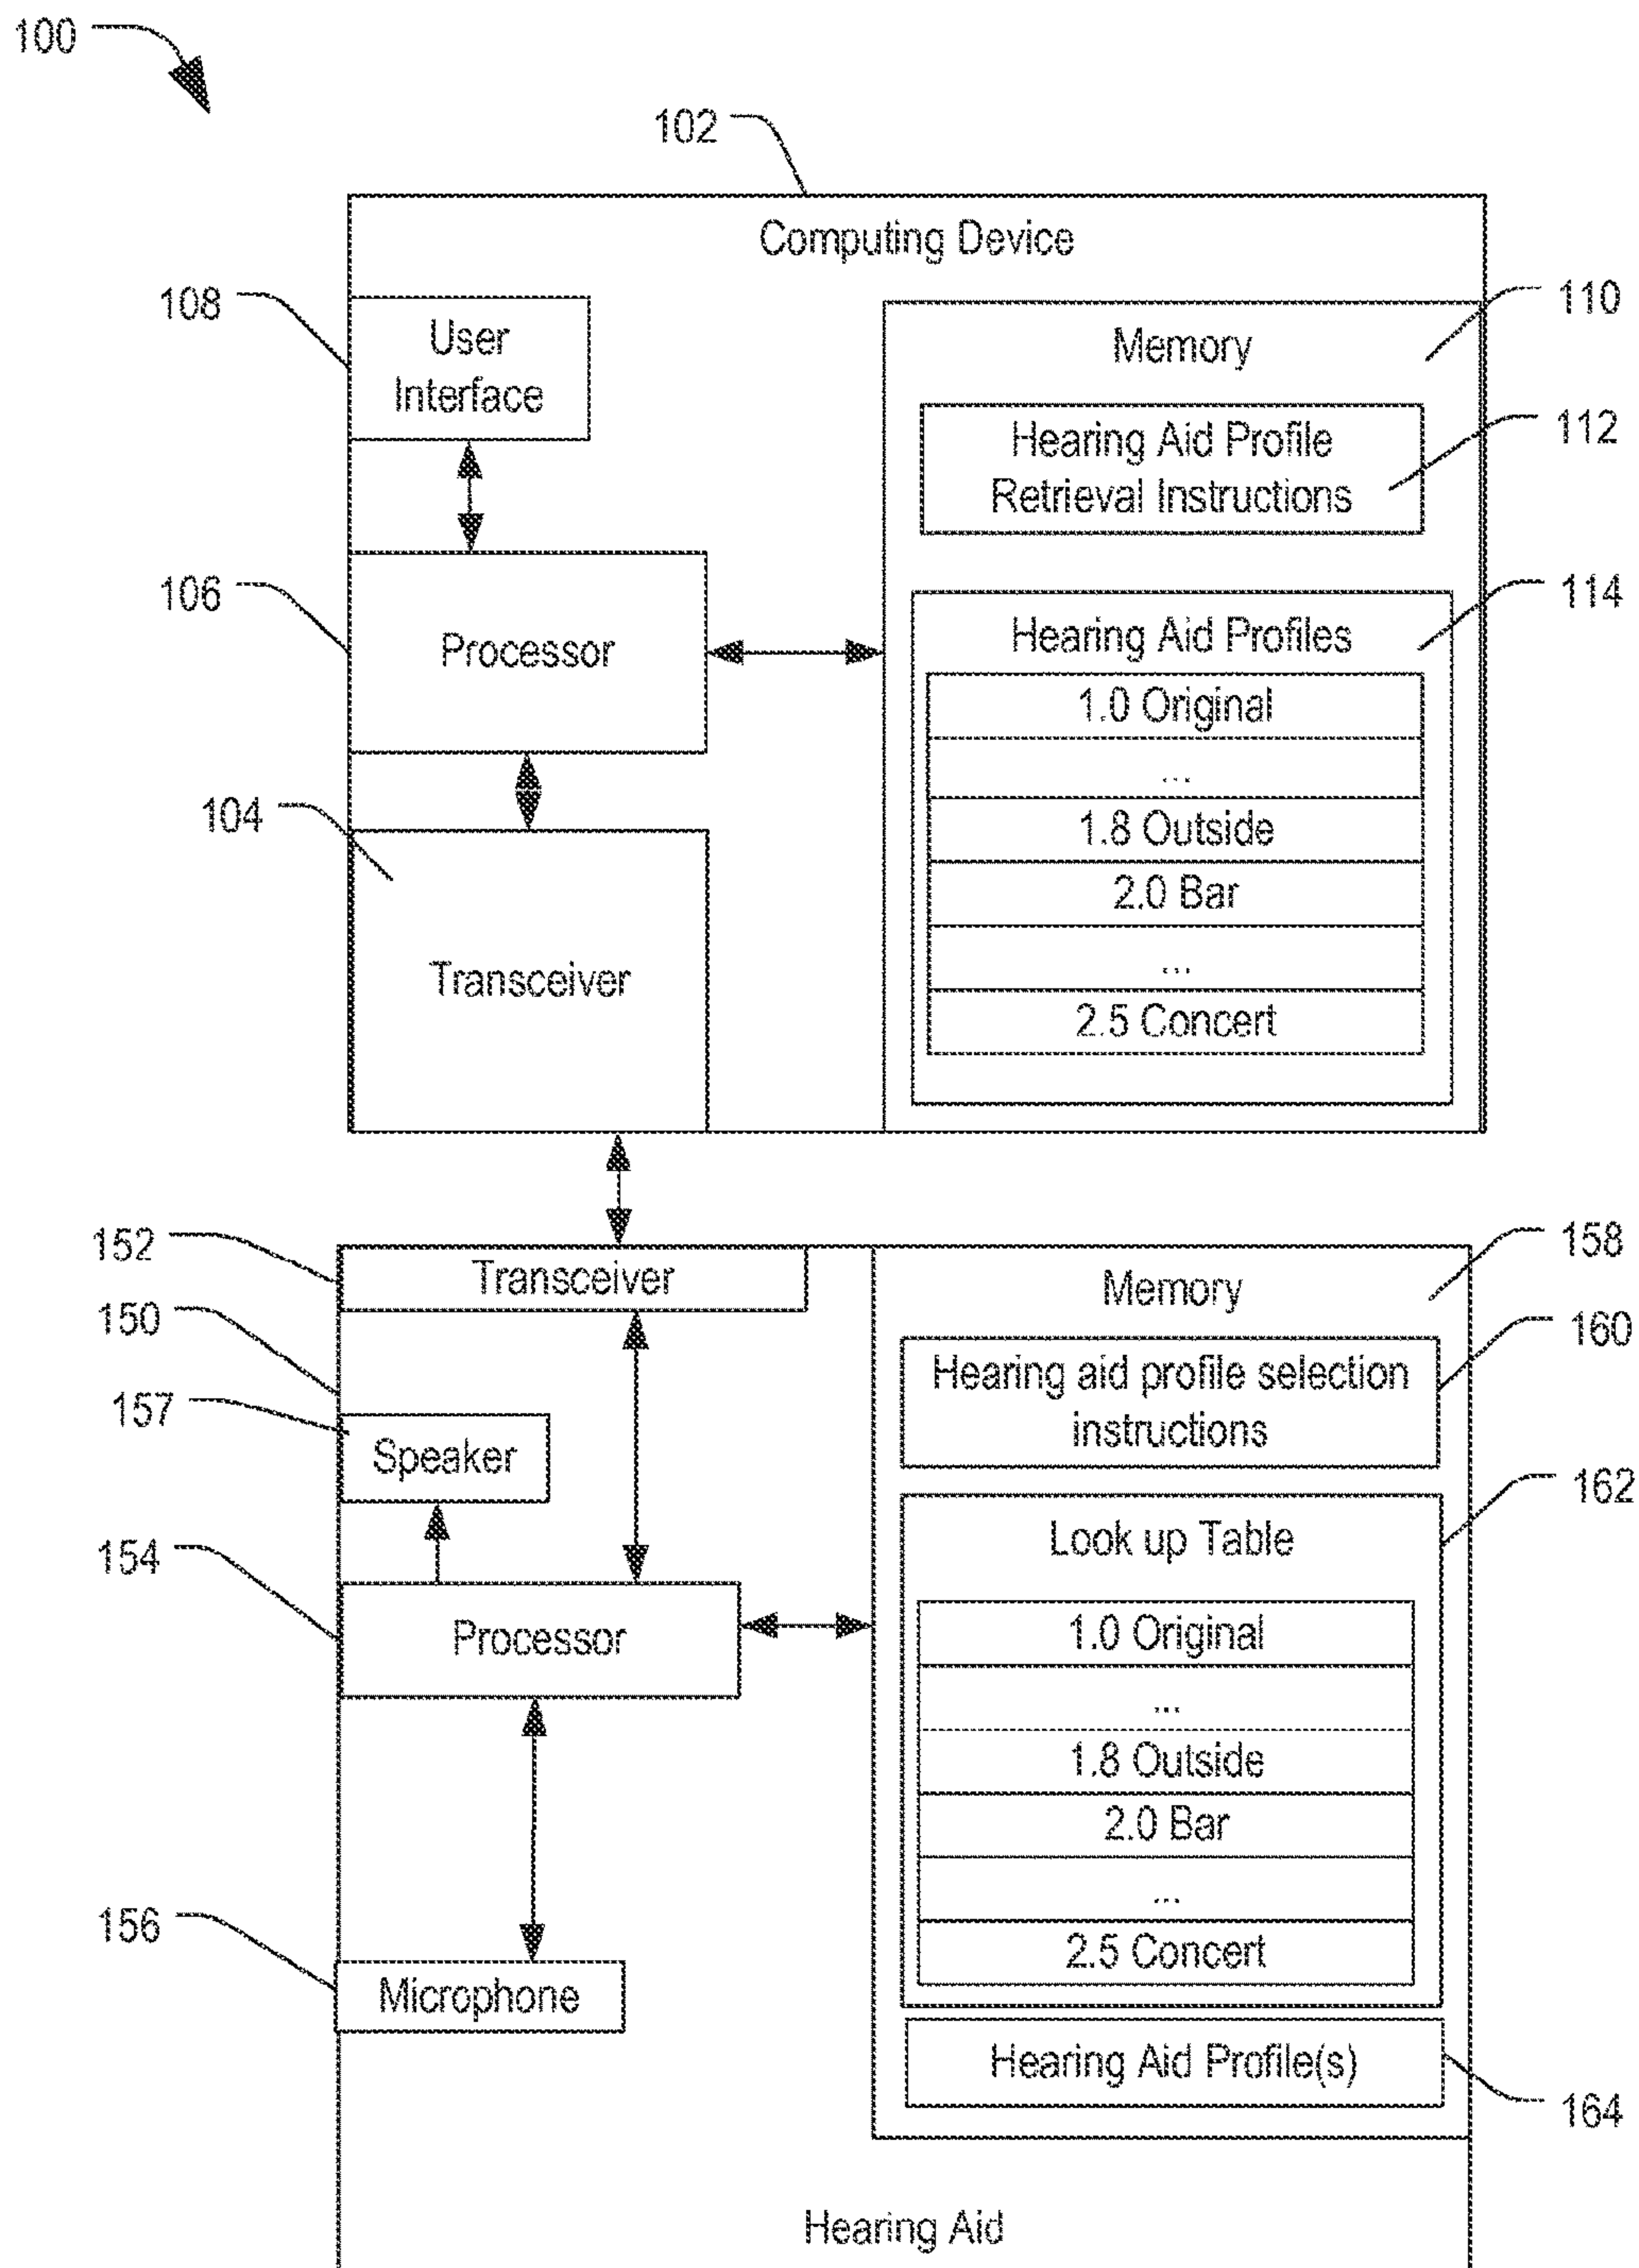 100
102
Computing Device
108
User
Interface
110
Memory
Hearing Aid Profile
Retrieval Instructions
112
106
Processor
114
Hearing Aid Profiles
1.0 Original
...
1.8 Outside
2.0 Bar
...
2.5 Concert
104
Transceiver
152
Transceiver
158
Memory
150
160
Hearing aid profile selection
instructions
157
Speaker
162
Look up Table
154
Processor
1.0 Original
...
1.8 Outside
2.0 Bar
...
2.5 Concert
156
Microphone
Hearing Aid Profile(s)
164
Hearing Aid